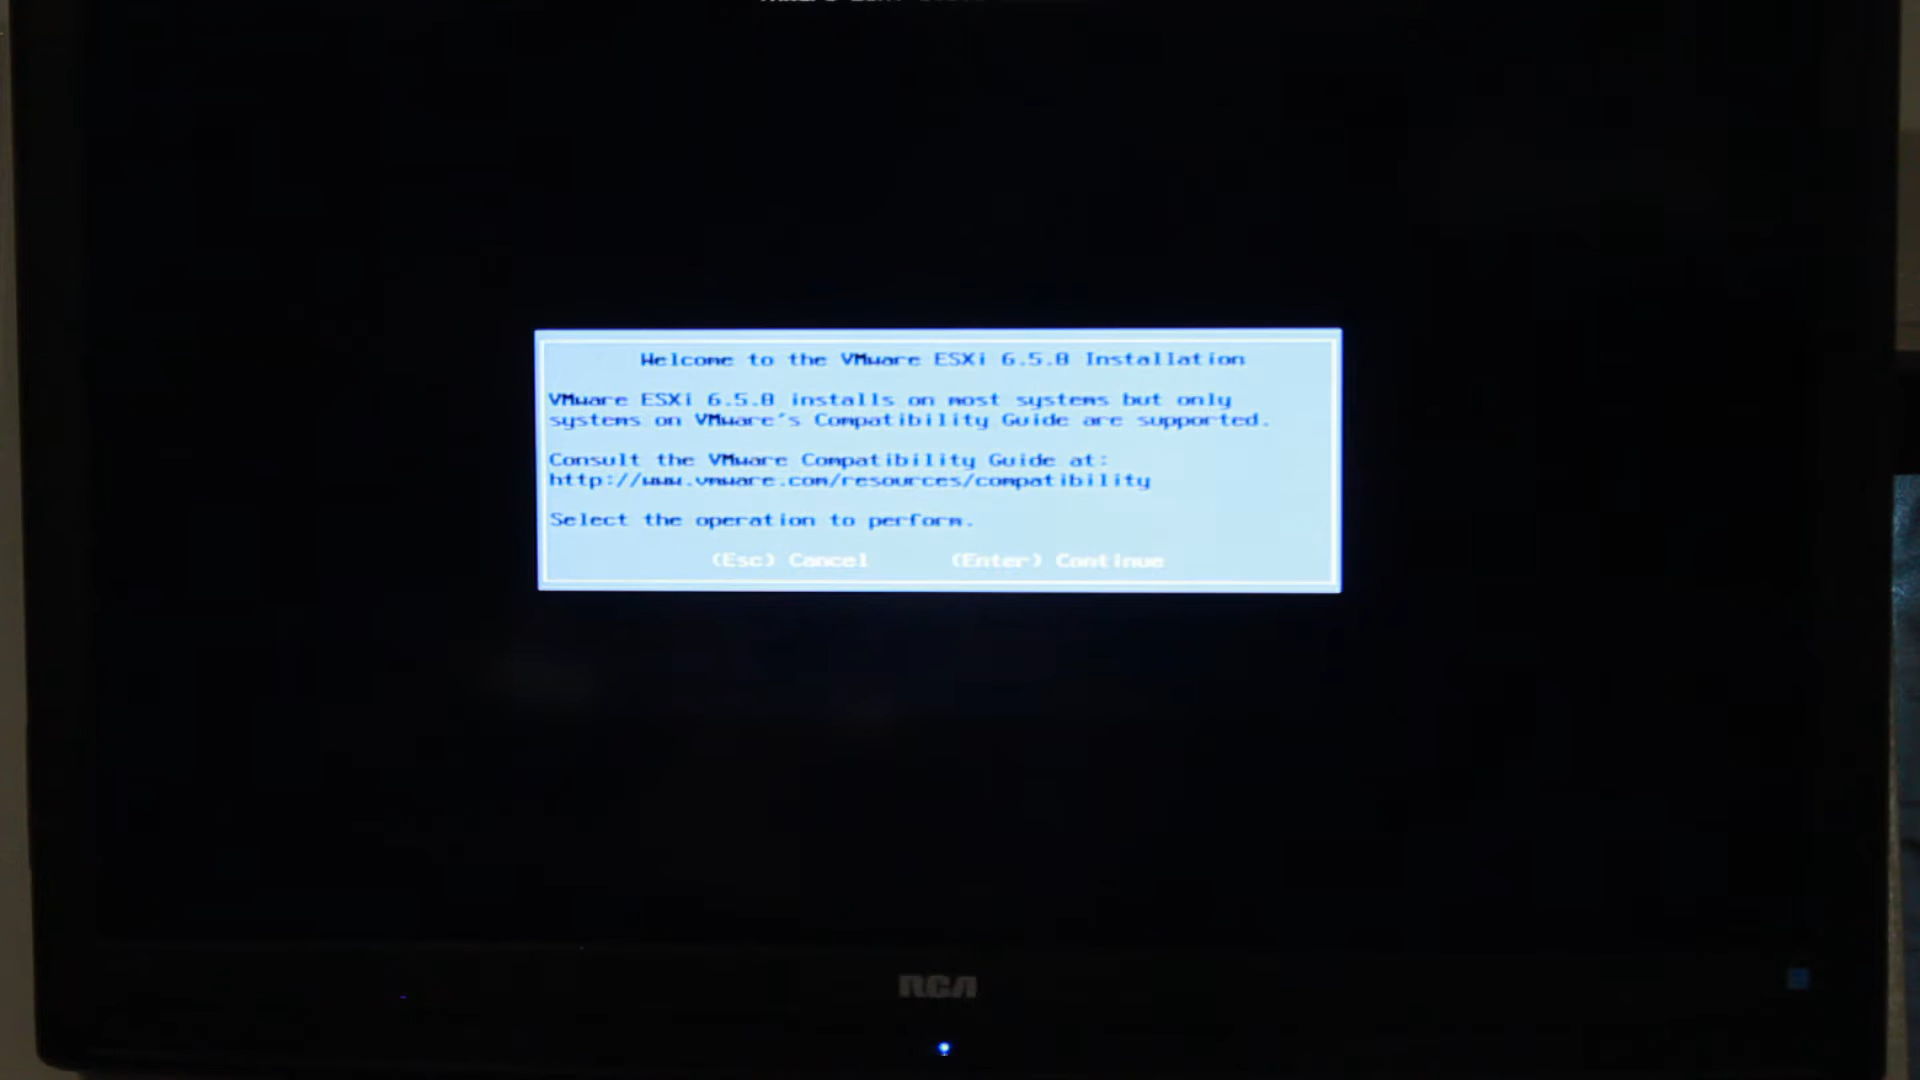 Welcome to the VMware ESXi 6.5.0 Installation
VMware ESXi 6.5.0 installs on most systems but only
systems on VMware's Compatibility Guide are supported.
Consult the VMware Compatibility Guide at:
http://www.vmware.com/resources/compatibility
Select the operation to perform.
(Esc) Cancel (Enter) Continue
RCA